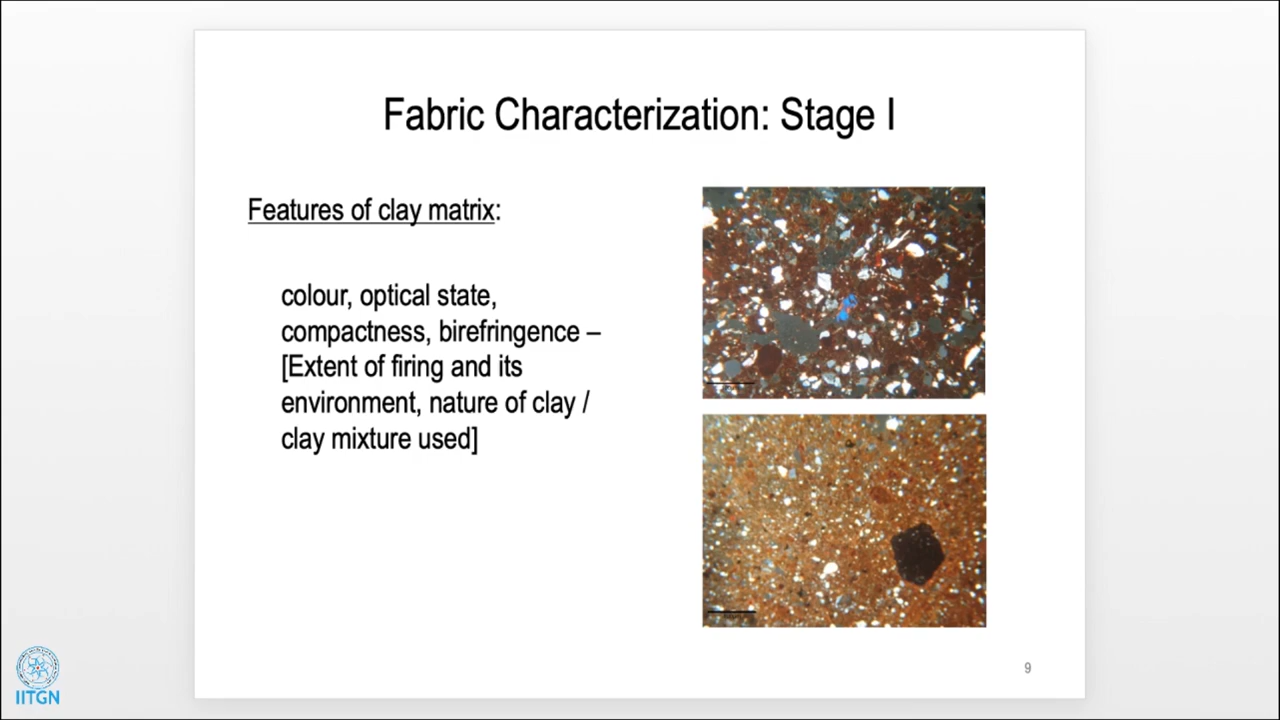 Fabric Characterization: Stage I
Features of clay matrix:
colour, optical state,
compactness, birefringence –
[Extent of firing and its
environment, nature of clay /
clay mixture used]
9
IITGN